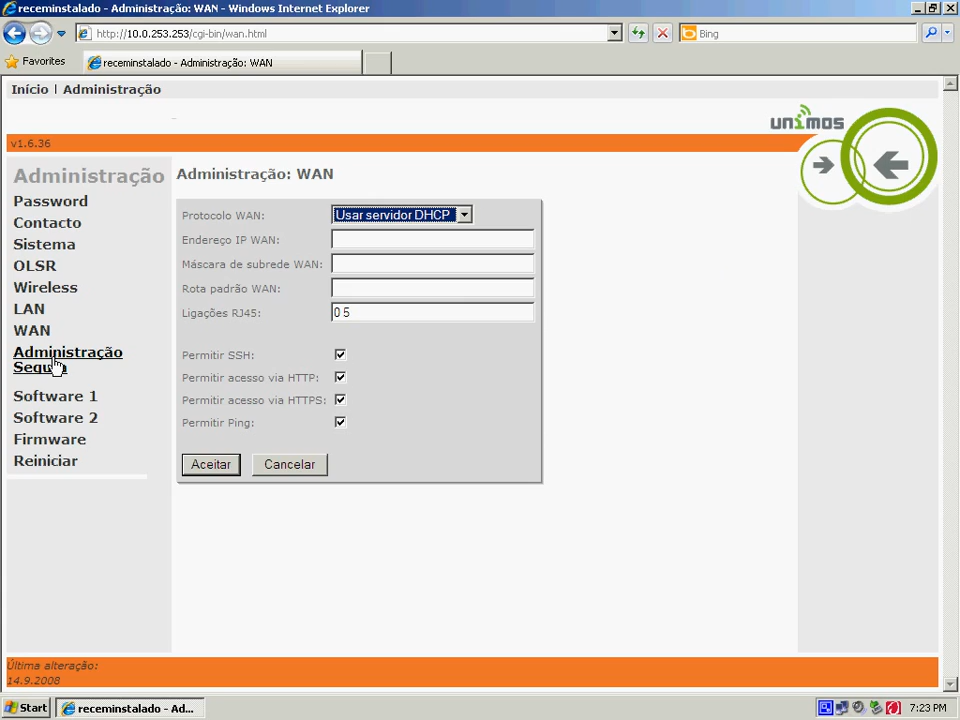 receminstalado - Administração: WAN - Windows Internet Explorer
http://10.0.253.253/cgi-bin/wan.html
Bing
Favorites
receminstalado - Administração: WAN
Início | Administração
unimos
v1.6.36
Administração
Password
Contacto
Sistema
OLSR
Wireless
LAN
WAN
Administração
Segura
Software 1
Software 2
Firmware
Reiniciar
Administração: WAN
Protocolo WAN: Usar servidor DHCP
Endereço IP WAN:
Máscara de subrede WAN:
Rota padrão WAN:
Ligações RJ45: 0 5
Permitir SSH:
Permitir acesso via HTTP:
Permitir acesso via HTTPS:
Permitir Ping:
Aceitar Cancelar
Última alteração:
14.9.2008
Start receminstalado - Ad... 7:23 PM